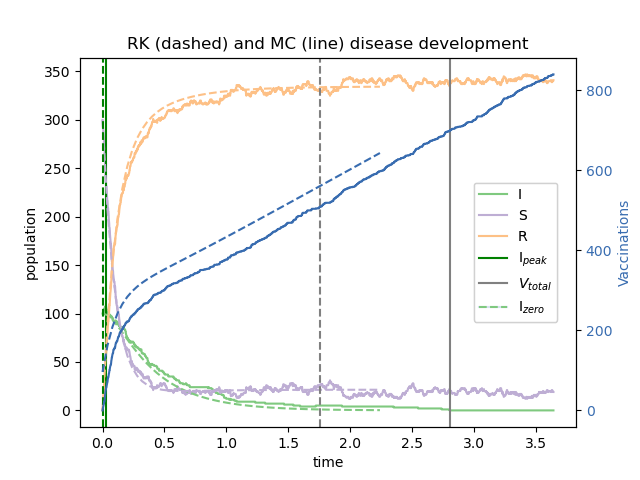 RK (dashed) and MC (line) disease development
350
300
250
200
150
100
50
0
population
0.0 0.5 1.0 1.5 2.0 2.5 3.0 3.5
time
800
600
400
200
0
Vaccinations
I
S
R
I_peak
V_total
I_zero